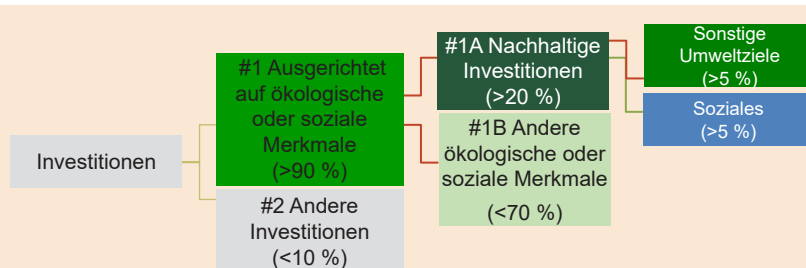 Investitionen
#1 Ausgerichtet
auf ökologische
oder soziale
Merkmale
(>90 %)
#2 Andere
Investitionen
(<10 %)
#1A Nachhaltige
Investitionen
(>20 %)
#1B Andere
ökologische oder
soziale Merkmale
(<70 %)
Sonstige
Umweltziele
(>5 %)
Soziales
(>5 %)